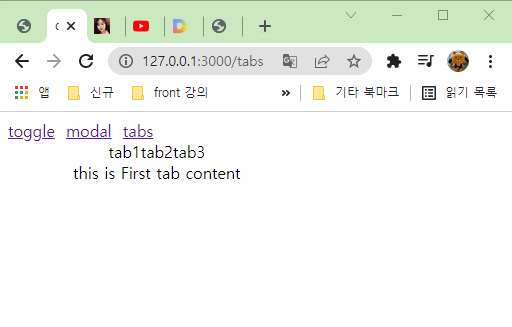 127.0.0.1:3000/tabs
앱 신규 front 강의 » 기타 북마크 읽기 목록
toggle modal tabs
tab1tab2tab3
this is First tab content